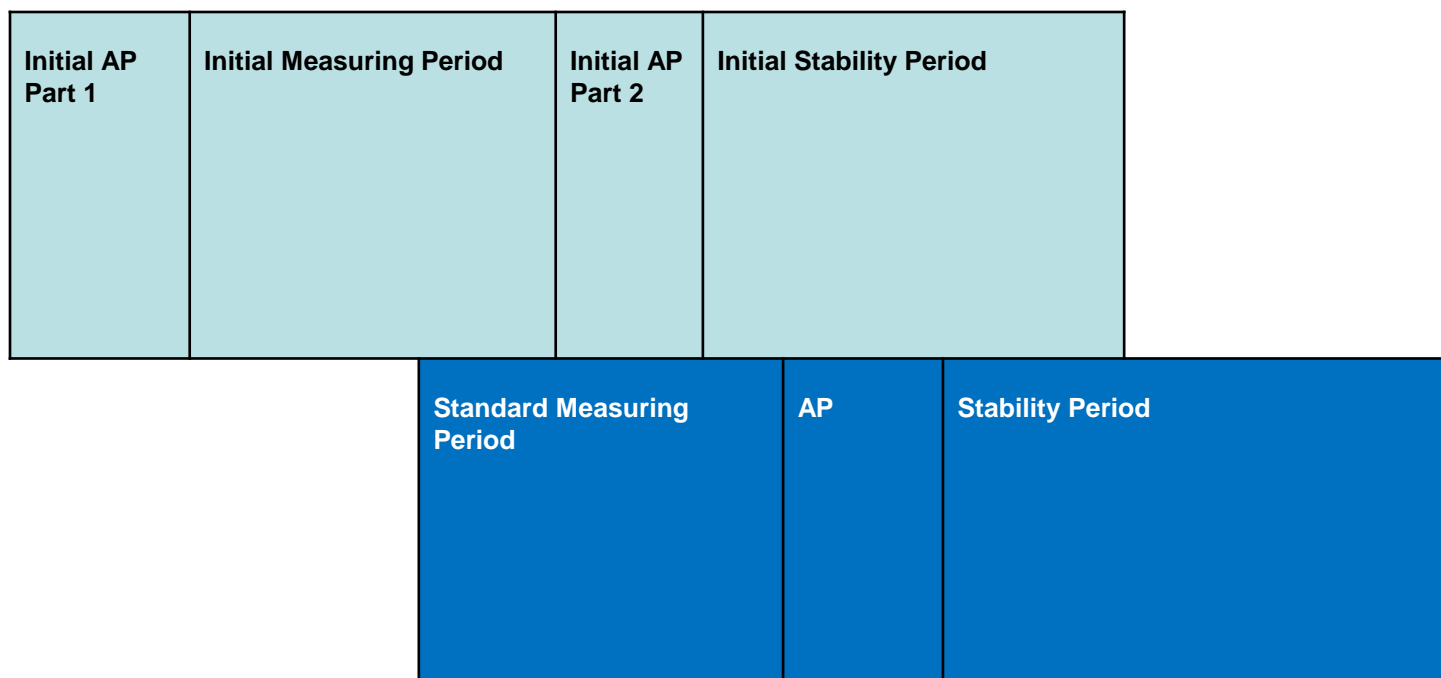 Initial AP
Part 1
Initial Measuring Period
Initial AP
Part 2
Initial Stability Period
Standard Measuring
Period
AP
Stability Period